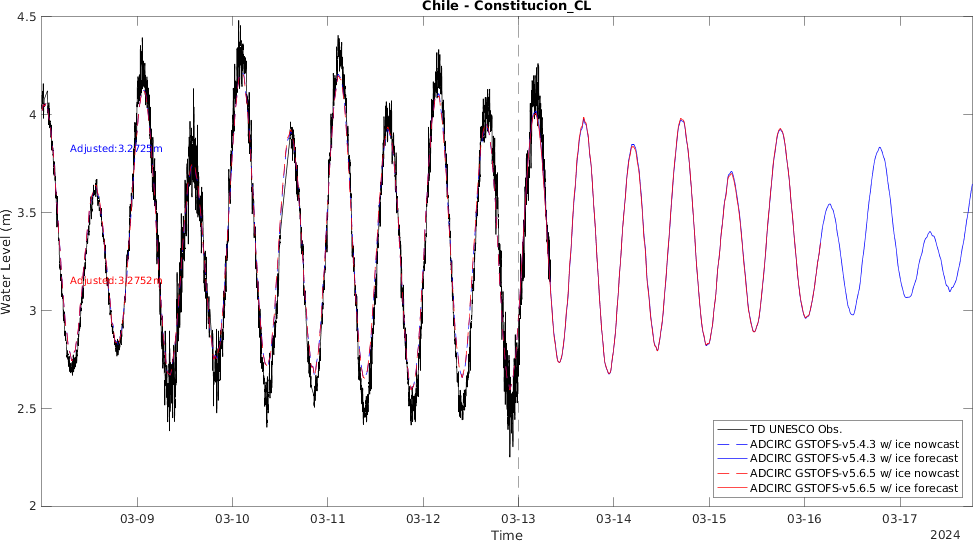 Chile - Constitucion_CL
4.5
4
3.5
3
2.5
2
Water Level (m)
Adjusted:3.2725m
Adjusted:3.2752m
TD UNESCO Obs.
ADCIRC GSTOFS-v5.4.3 w/ ice nowcast
ADCIRC GSTOFS-v5.4.3 w/ ice forecast
ADCIRC GSTOFS-v5.6.5 w/ ice nowcast
ADCIRC GSTOFS-v5.6.5 w/ ice forecast
03-09 03-10 03-11 03-12 03-13 03-14 03-15 03-16 03-17
Time
2024